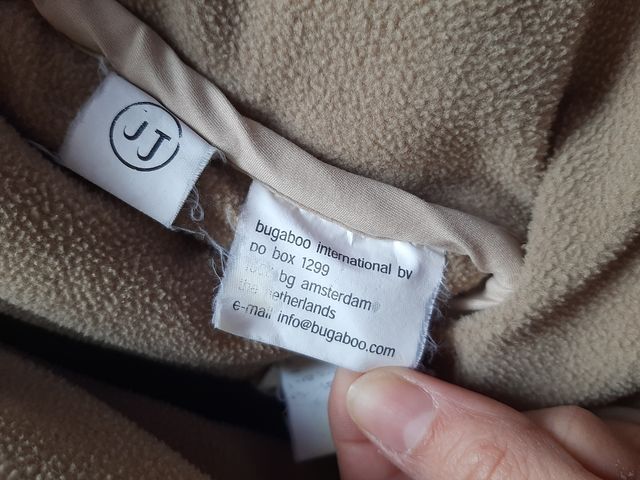 JJ
bugaboo international bv
po box 1299
bg amsterdam
the netherlands
e-mail info@bugaboo.com